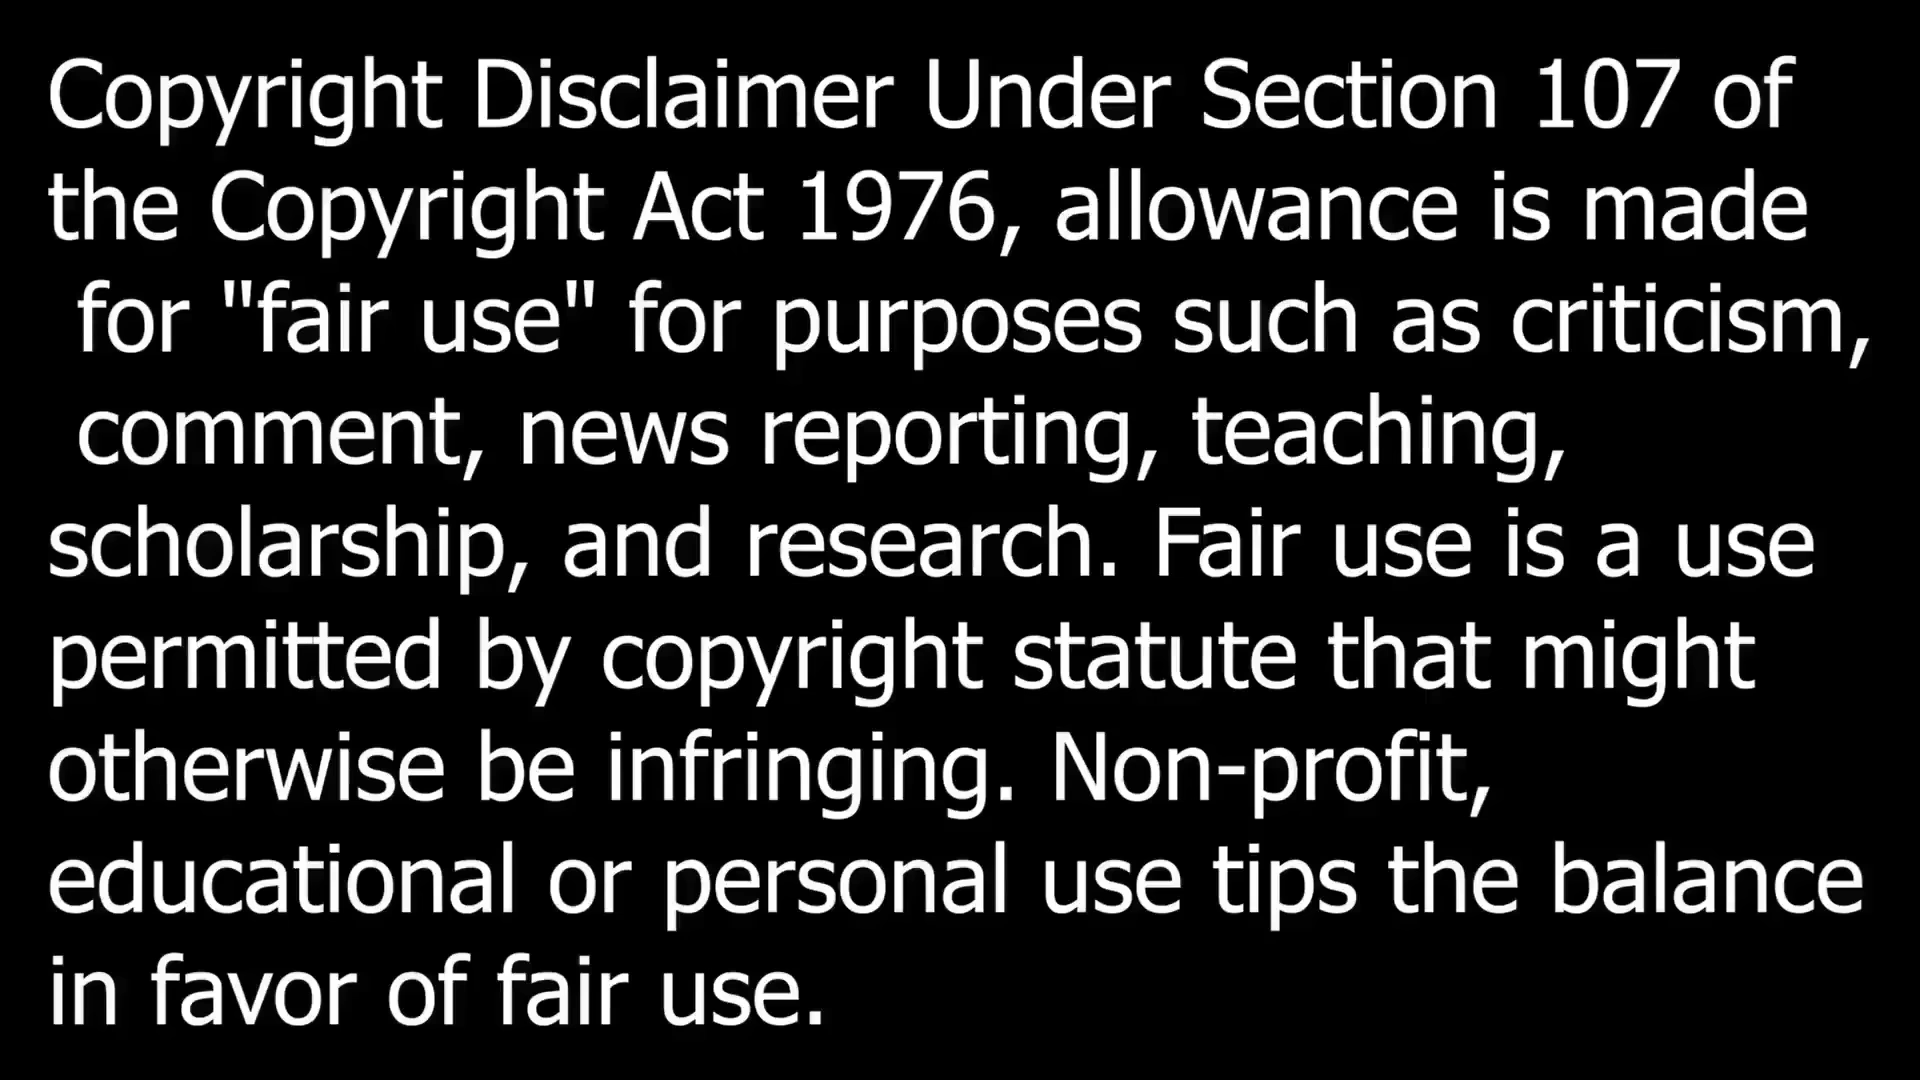 Copyright Disclaimer Under Section 107 of
the Copyright Act 1976, allowance is made
for "fair use" for purposes such as criticism,
comment, news reporting, teaching,
scholarship, and research. Fair use is a use
permitted by copyright statute that might
otherwise be infringing. Non-profit,
educational or personal use tips the balance
in favor of fair use.